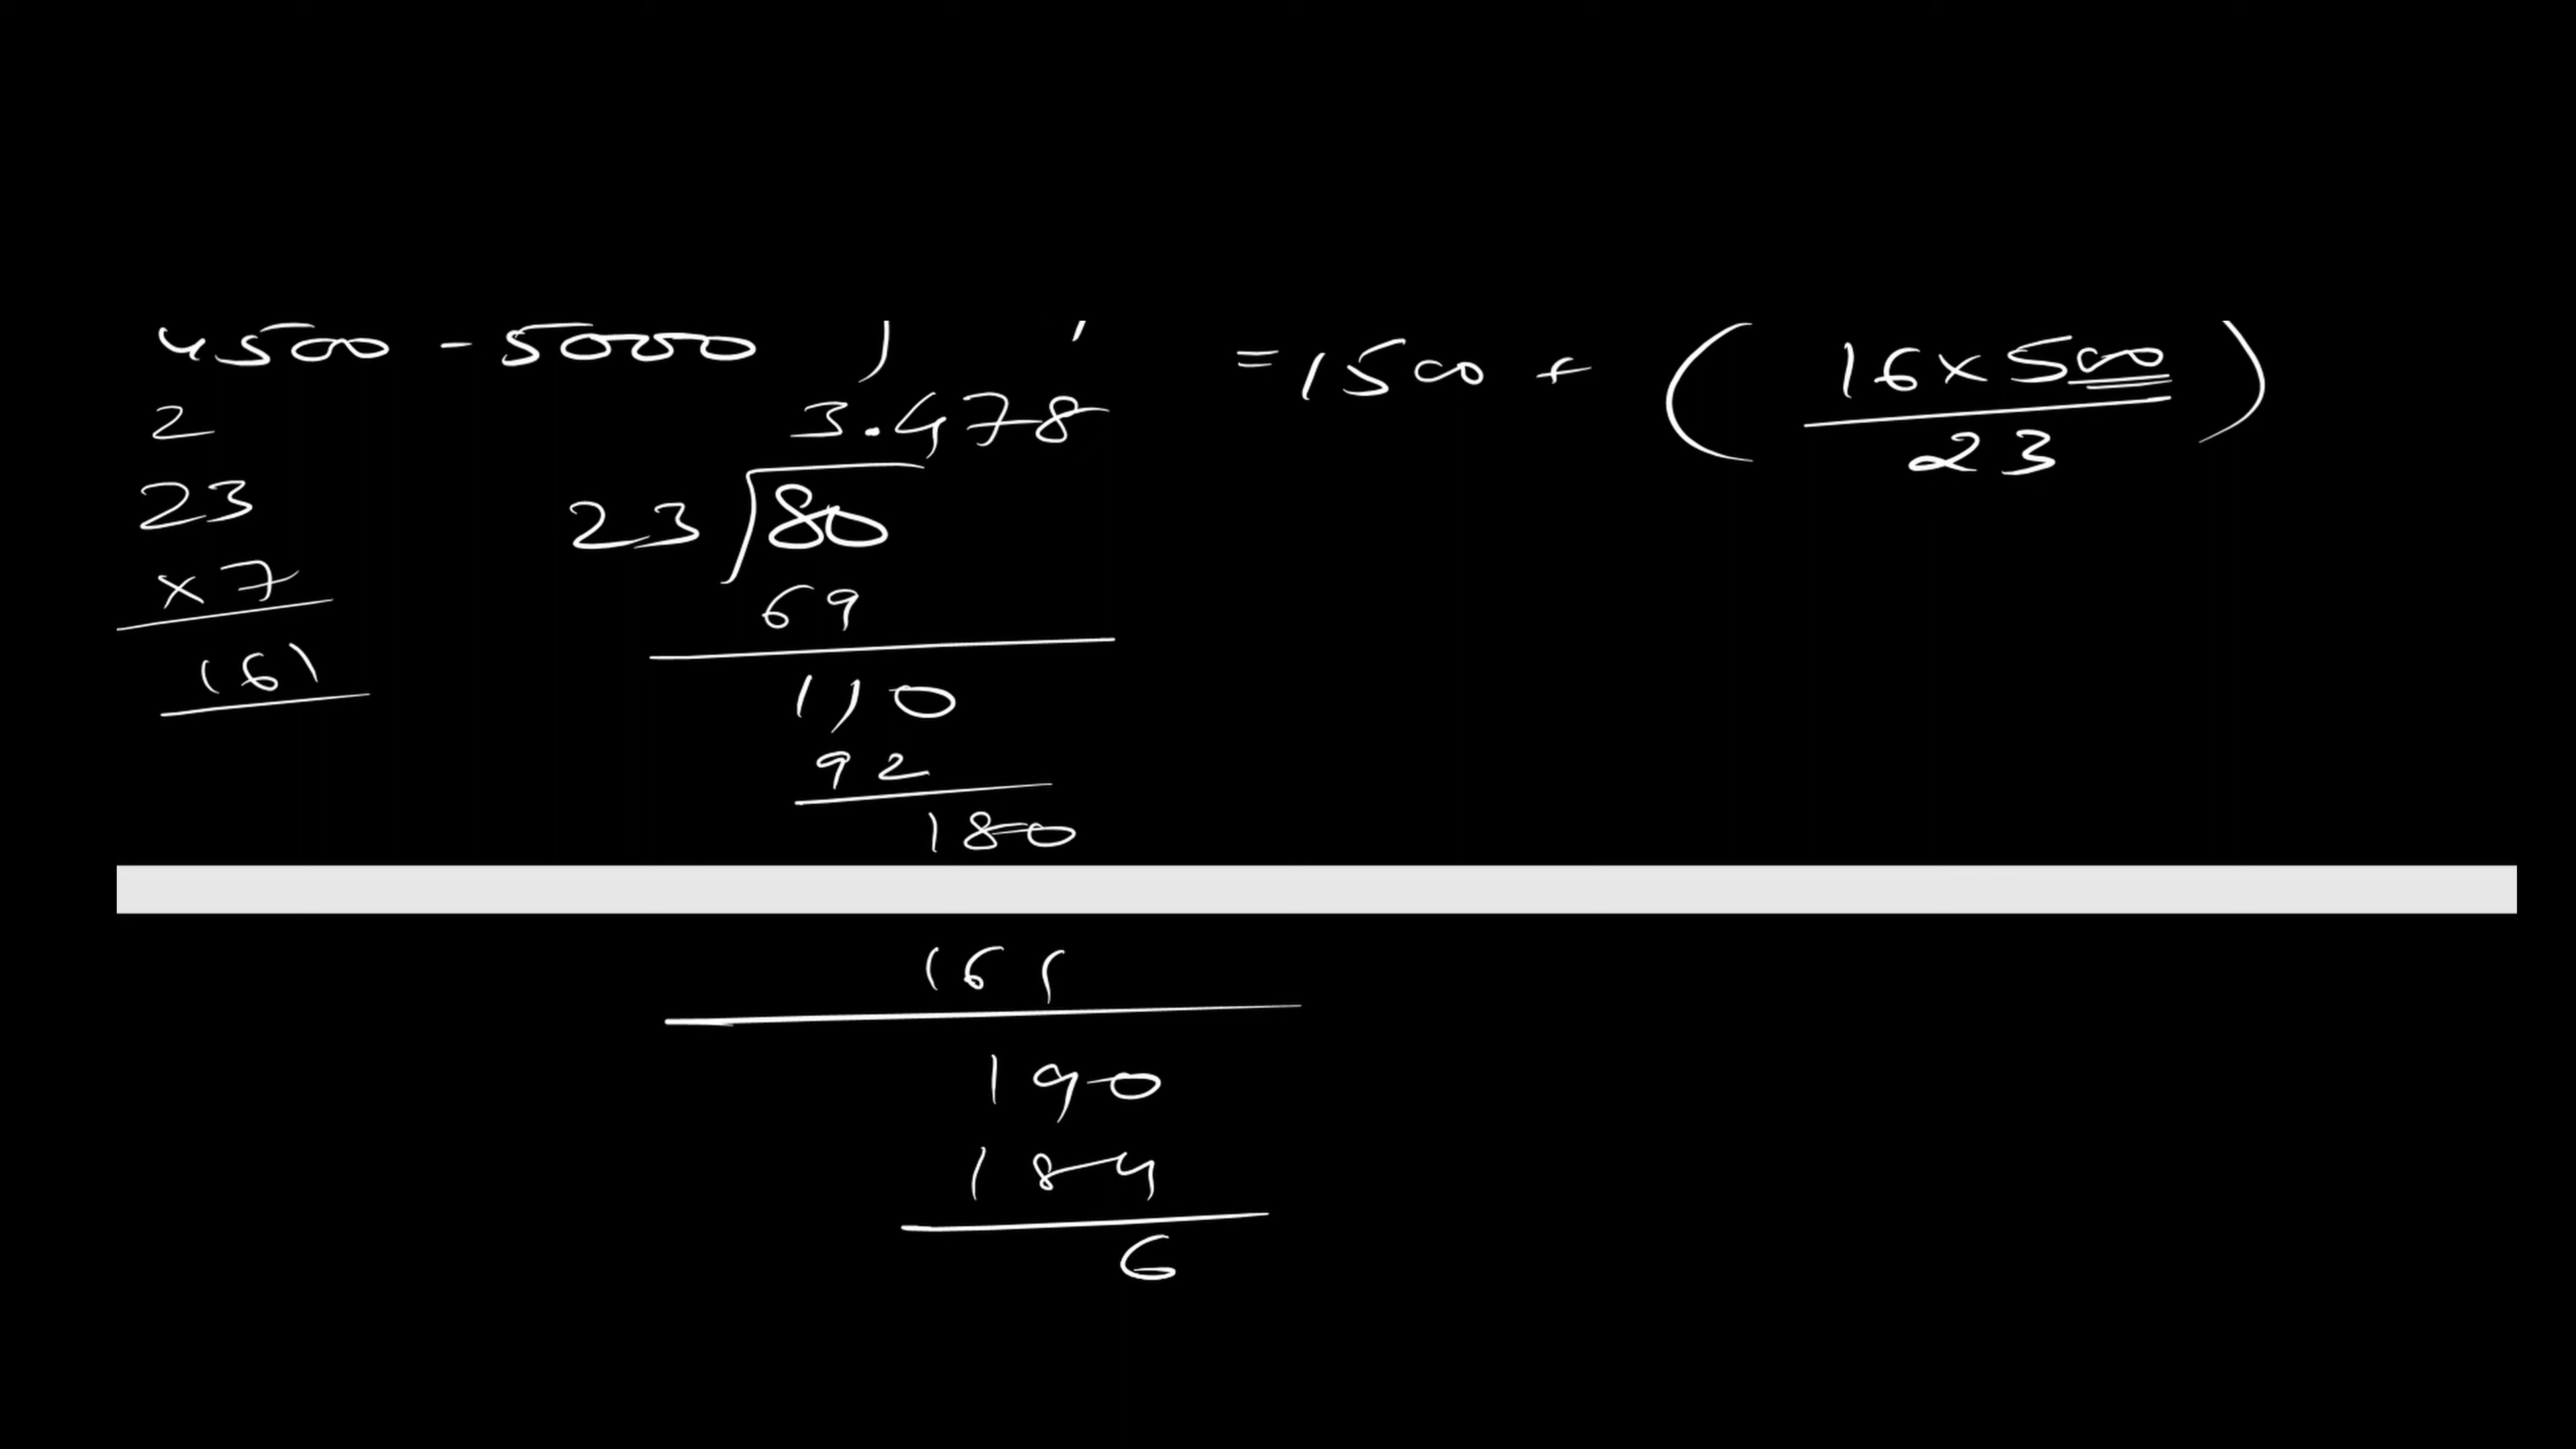 4500 - 5000 ) ' = 1500 + ( 16 x 500 )
2 3.478 23
23 23 ) 80
x 7 69
161 110
92
180
161
190
184
6